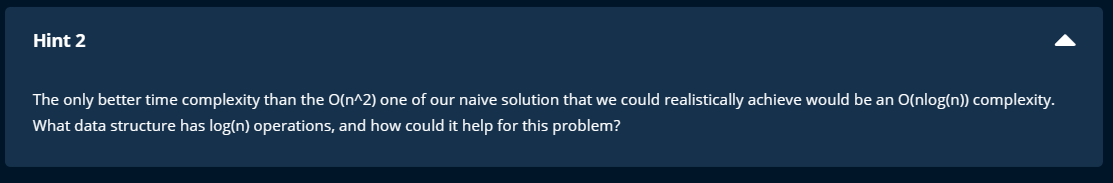 Hint 2
The only better time complexity than the O(n^2) one of our naive solution that we could realistically achieve would be an O(nlog(n)) complexity.
What data structure has log(n) operations, and how could it help for this problem?